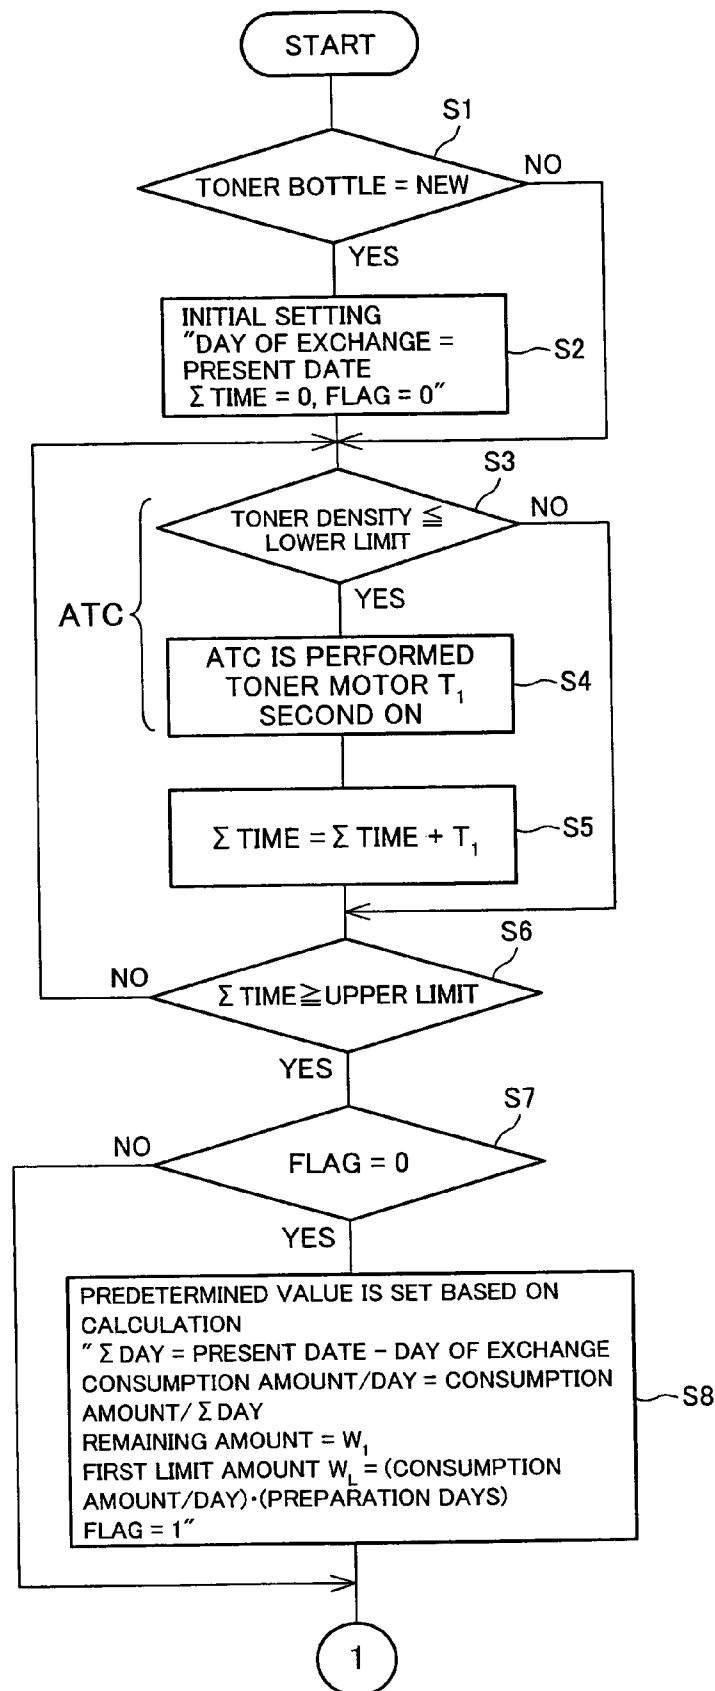 START
S1
TONER BOTTLE = NEW
NO
YES
INITIAL SETTING
"DAY OF EXCHANGE =
PRESENT DATE
Σ TIME = 0, FLAG = 0"
S2
S3
TONER DENSITY ≦
LOWER LIMIT
NO
ATC
YES
ATC IS PERFORMED
TONER MOTOR T₁
SECOND ON
S4
Σ TIME = Σ TIME + T₁
S5
S6
NO
Σ TIME ≧ UPPER LIMIT
YES
S7
NO
FLAG = 0
YES
PREDETERMINED VALUE IS SET BASED ON
CALCULATION
" Σ DAY = PRESENT DATE - DAY OF EXCHANGE
CONSUMPTION AMOUNT/DAY = CONSUMPTION
AMOUNT/ Σ DAY
REMAINING AMOUNT = W₁
FIRST LIMIT AMOUNT W_L = (CONSUMPTION
AMOUNT/DAY)·(PREPARATION DAYS)
FLAG = 1"
S8
1